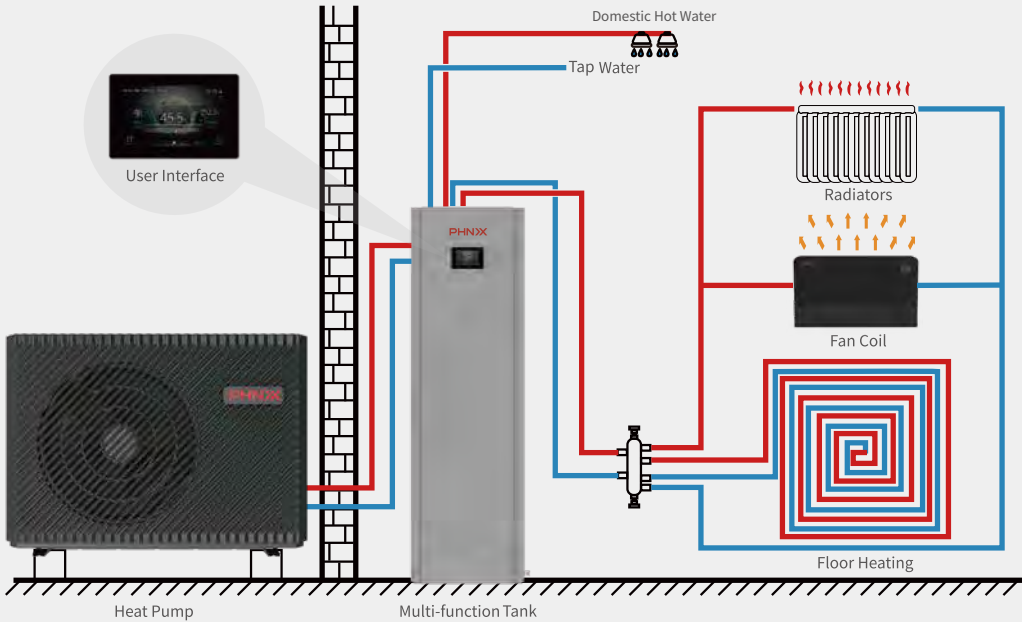 Domestic Hot Water
Tap Water
45.5
User Interface
Radiators
PHNIX
Fan Coil
PHNIX
Floor Heating
Heat Pump
Multi-function Tank